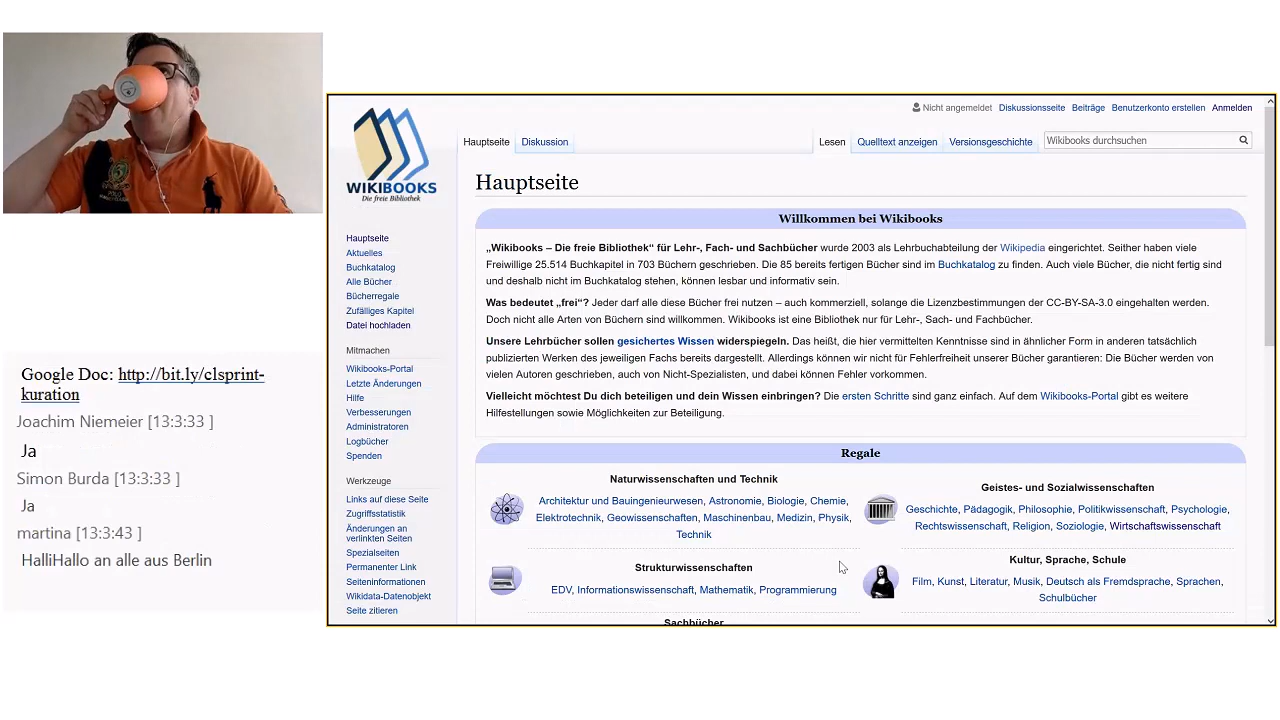 Google Doc: http://bit.ly/clsprint-
kuration
Joachim Niemeier [13:3:33 ]
Ja
Simon Burda [13:3:33 ]
Ja
martina [13:3:43 ]
HalliHallo an alle aus Berlin
WIKIBOOKS
Die freie Bibliothek
Hauptseite
Aktuelles
Buchkatalog
Alle Bücher
Bücherregale
Zufälliges Kapitel
Datei hochladen
Mitmachen
Wikibooks-Portal
Letzte Änderungen
Hilfe
Verbesserungen
Administratoren
Logbücher
Spenden
Werkzeuge
Links auf diese Seite
Zugriffsstatistik
Änderungen an
verlinkten Seiten
Spezialseiten
Permanenter Link
Seiteninformationen
Wikidata-Datenobjekt
Seite zitieren
Nicht angemeldet Diskussionsseite Beiträge Benutzerkonto erstellen Anmelden
Hauptseite Diskussion Lesen Quelltext anzeigen Versionsgeschichte Wikibooks durchsuchen
Hauptseite
Willkommen bei Wikibooks
„Wikibooks – Die freie Bibliothek“ für Lehr-, Fach- und Sachbücher wurde 2003 als Lehrbuchabteilung der Wikipedia eingerichtet. Seither haben viele
Freiwillige 25.514 Buchkapitel in 703 Büchern geschrieben. Die 85 bereits fertigen Bücher sind im Buchkatalog zu finden. Auch viele Bücher, die nicht fertig sind
und deshalb nicht im Buchkatalog stehen, können lesbar und informativ sein.
Was bedeutet „frei“? Jeder darf alle diese Bücher frei nutzen – auch kommerziell, solange die Lizenzbestimmungen der CC-BY-SA-3.0 eingehalten werden.
Doch nicht alle Arten von Büchern sind willkommen. Wikibooks ist eine Bibliothek nur für Lehr-, Sach- und Fachbücher.
Unsere Lehrbücher sollen gesichertes Wissen widerspiegeln. Das heißt, die hier vermittelten Kenntnisse sind in ähnlicher Form in anderen tatsächlich
publizierten Werken des jeweiligen Fachs bereits dargestellt. Allerdings können wir nicht für Fehlerfreiheit unserer Bücher garantieren: Die Bücher werden von
vielen Autoren geschrieben, auch von Nicht-Spezialisten, und dabei können Fehler vorkommen.
Vielleicht möchtest Du dich beteiligen und dein Wissen einbringen? Die ersten Schritte sind ganz einfach. Auf dem Wikibooks-Portal gibt es weitere
Hilfestellungen sowie Möglichkeiten zur Beteiligung.
Regale
Naturwissenschaften und Technik
Architektur und Bauingenieurwesen, Astronomie, Biologie, Chemie,
Elektrotechnik, Geowissenschaften, Maschinenbau, Medizin, Physik,
Technik
Strukturwissenschaften
EDV, Informationswissenschaft, Mathematik, Programmierung
Sachbücher
Geistes- und Sozialwissenschaften
Geschichte, Pädagogik, Philosophie, Politikwissenschaft, Psychologie,
Rechtswissenschaft, Religion, Soziologie, Wirtschaftswissenschaft
Kultur, Sprache, Schule
Film, Kunst, Literatur, Musik, Deutsch als Fremdsprache, Sprachen,
Schulbücher